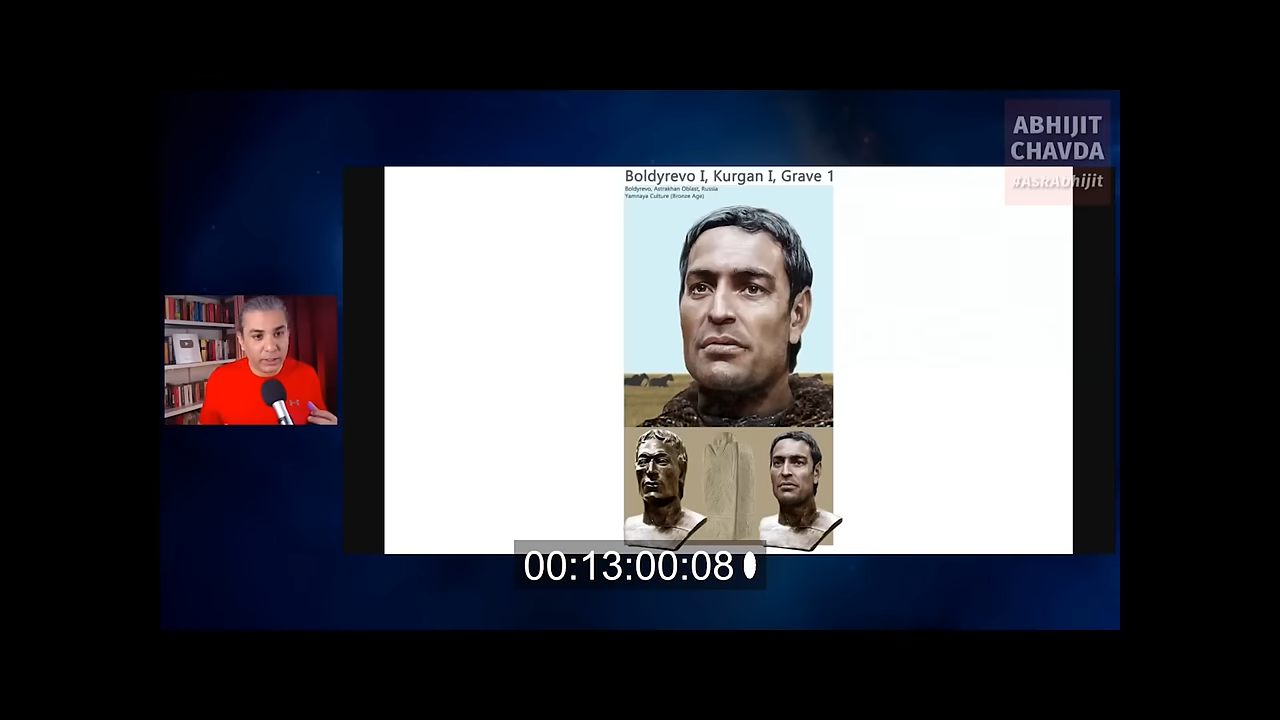 ABHIJIT
CHAVDA
#AskAbhijit
Boldyrevo I, Kurgan I, Grave 1
Boldyrevo, Astrakhan Oblast, Russia
Yamnaya Culture (Bronze Age)
00:13:00:08